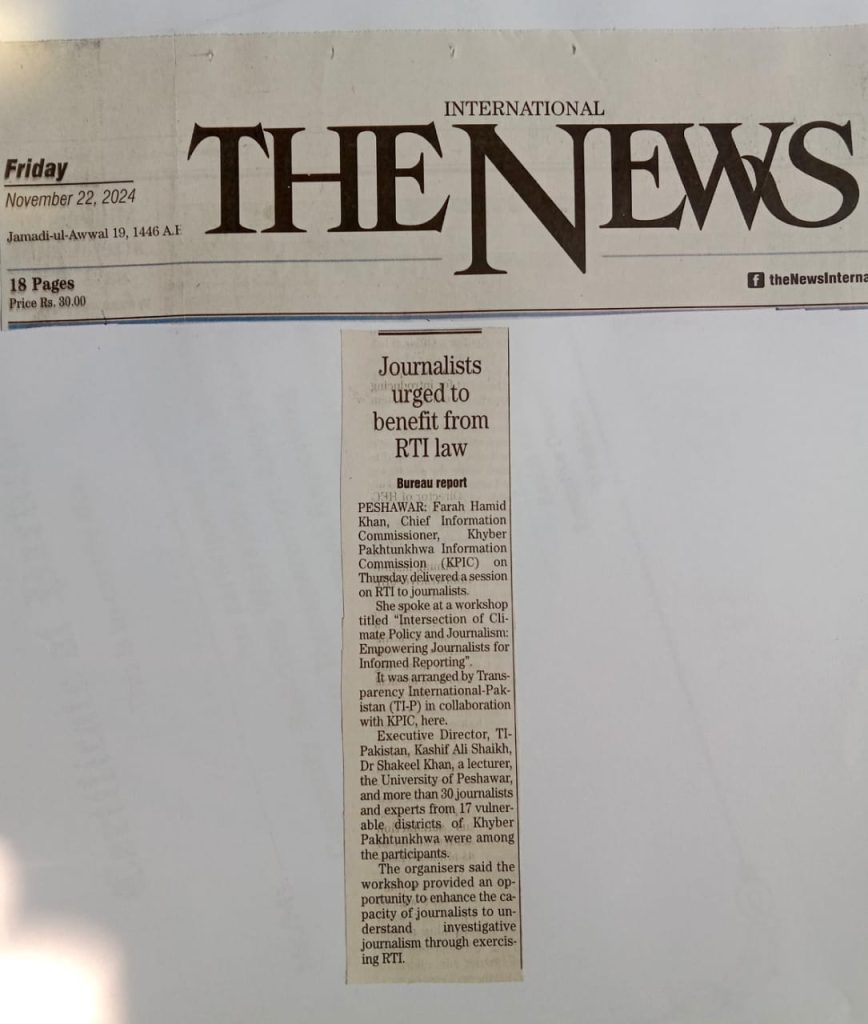 INTERNATIONAL
THE NEWS
Friday
November 22, 2024
Jamadi-ul-Awwal 19, 1446 A.H
18 Pages
Price Rs. 30.00
theNewsInterna
Journalists
urged to
benefit from
RTI law
Bureau report
PESHAWAR: Farah Hamid
Khan, Chief Information
Commissioner, Khyber
Pakhtunkhwa Information
Commission (KPIC) on
Thursday delivered a session
on RTI to journalists.
She spoke at a workshop
titled “Intersection of Cli-
mate Policy and Journalism:
Empowering Journalists for
Informed Reporting”.
It was arranged by Trans-
parency International-Pak-
istan (TI-P) in collaboration
with KPIC, here.
Executive Director, TI-
Pakistan, Kashif Ali Shaikh,
Dr Shakeel Khan, a lecturer,
the University of Peshawar,
and more than 30 journalists
and experts from 17 vulner-
able districts of Khyber
Pakhtunkhwa were among
the participants.
The organisers said the
workshop provided an op-
portunity to enhance the ca-
pacity of journalists to un-
derstand investigative
journalism through exercis-
ing RTI.